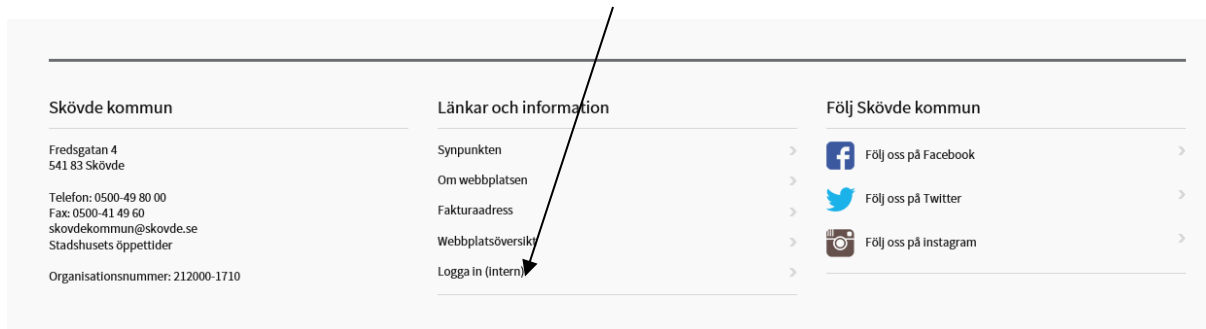 Skövde kommun
Fredsgatan 4
541 83 Skövde
Telefon: 0500-49 80 00
Fax: 0500-41 49 60
skovdekommun@skovde.se
Stadshusets öppettider
Organisationsnummer: 212000-1710
Länkar och information
Synpunkten
Om webbplatsen
Fakturaadress
Webbplatsöversikt
Logga in (intern)
Följ Skövde kommun
Följ oss på Facebook
Följ oss på Twitter
Följ oss på instagram